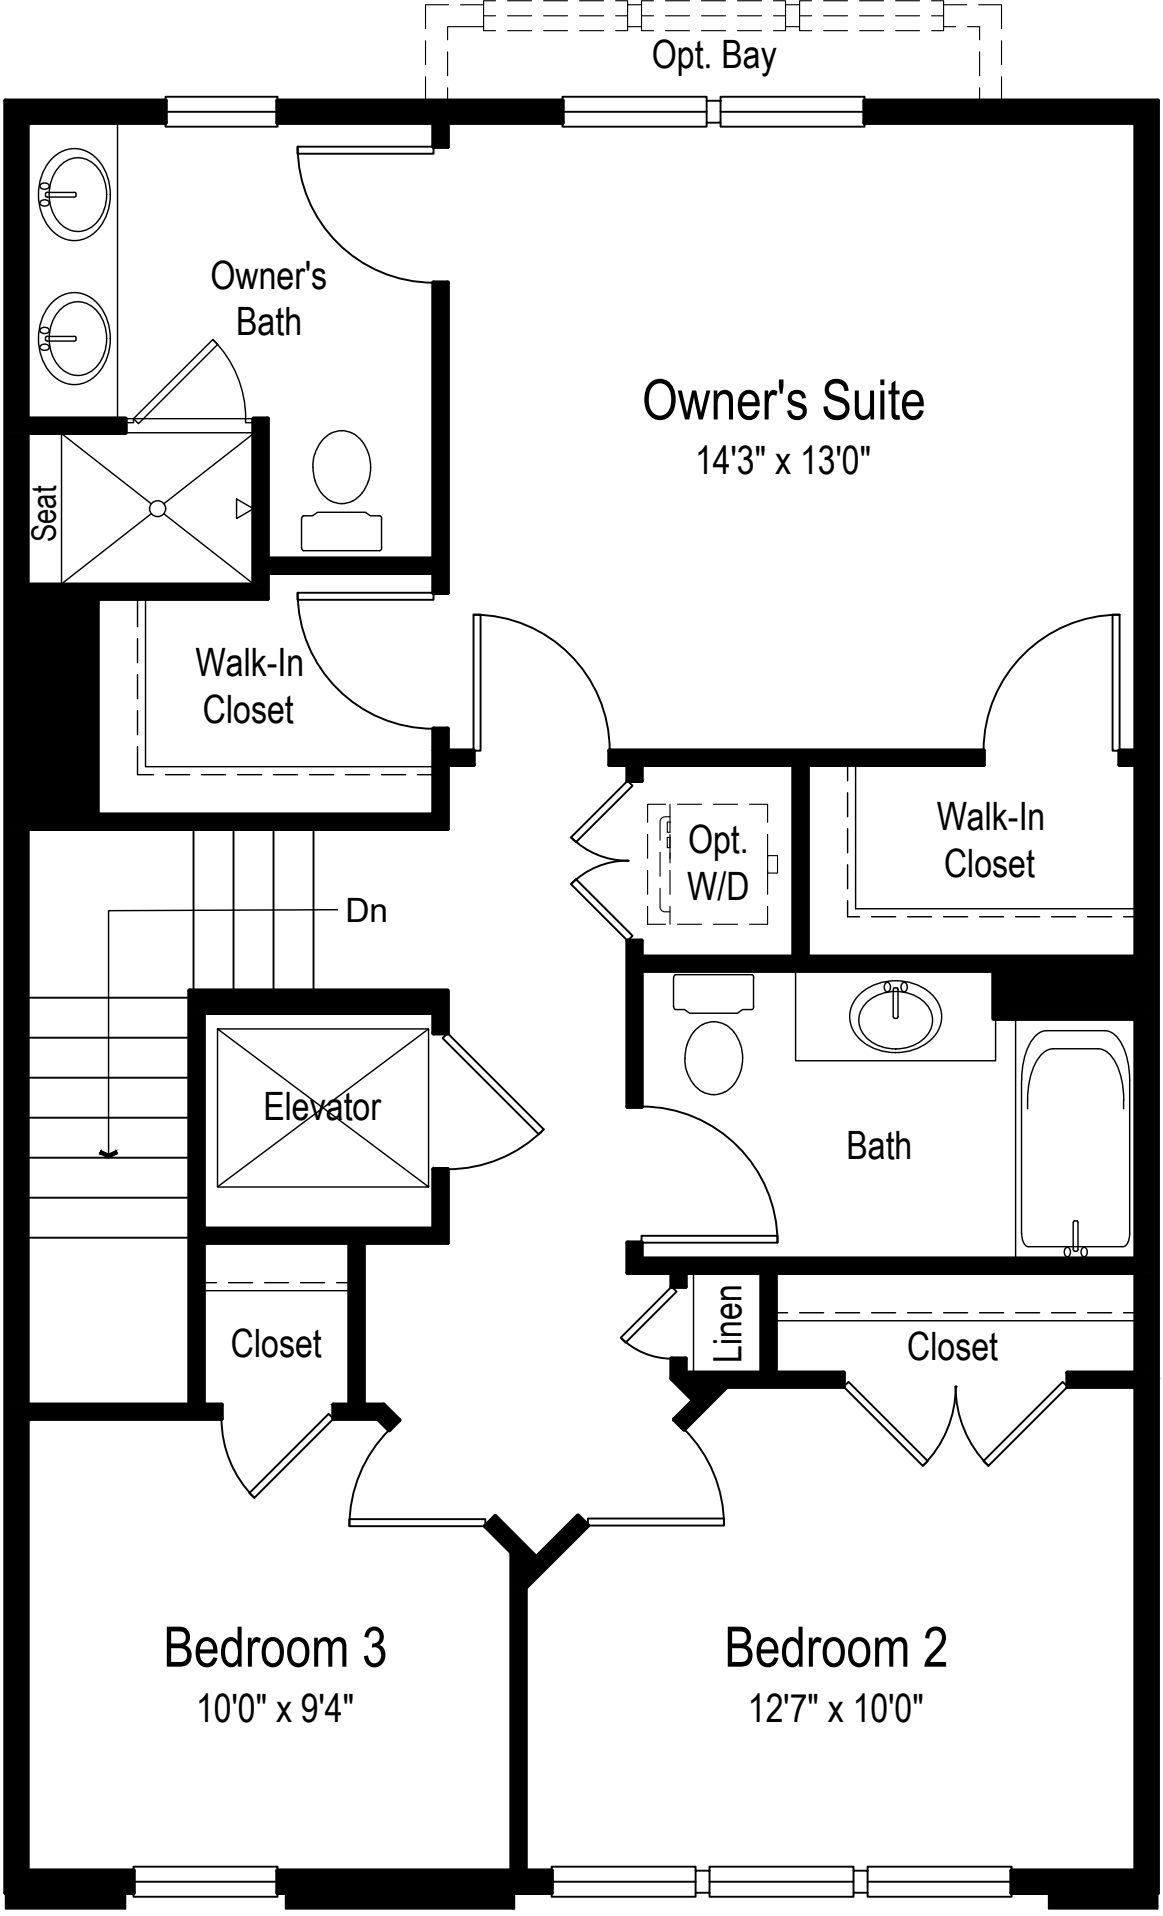 Opt. Bay
Owner's
Bath
Owner's Suite
14'3" x 13'0"
Seat
Walk-In
Closet
Opt.
W/D
Walk-In
Closet
Dn
Elevator
Bath
Linen
Closet
Closet
Bedroom 3
10'0" x 9'4"
Bedroom 2
12'7" x 10'0"